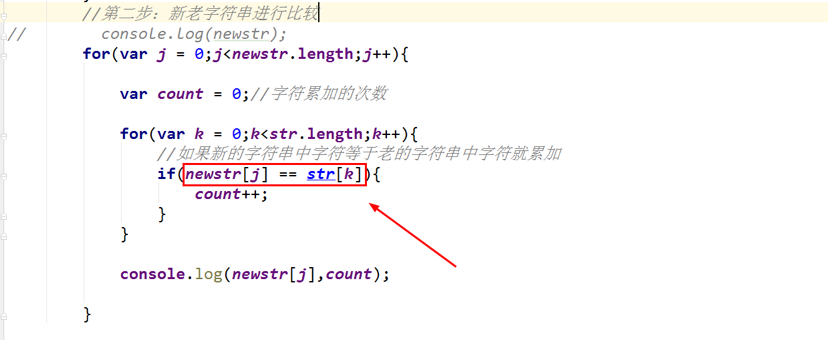 //第二步：新老字符串进行比较
// console.log(newstr);
for(var j = 0;j<newstr.length;j++){
var count = 0;//字符累加的次数
for(var k = 0;k<str.length;k++){
//如果新的字符串中字符等于老的字符串中字符就累加
if(newstr[j] == str[k]){
count++;
}
}
console.log(newstr[j],count);
}